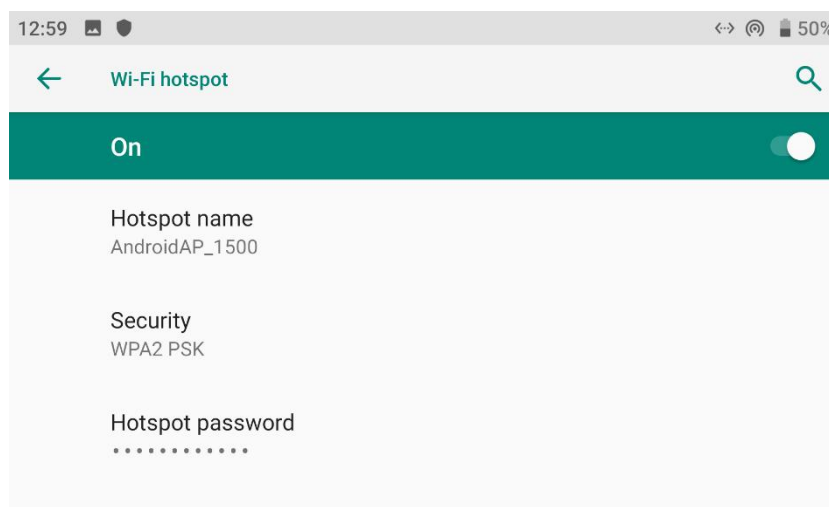 12:59 50%
Wi-Fi hotspot
On
Hotspot name
AndroidAP_1500
Security
WPA2 PSK
Hotspot password
••••••••••••